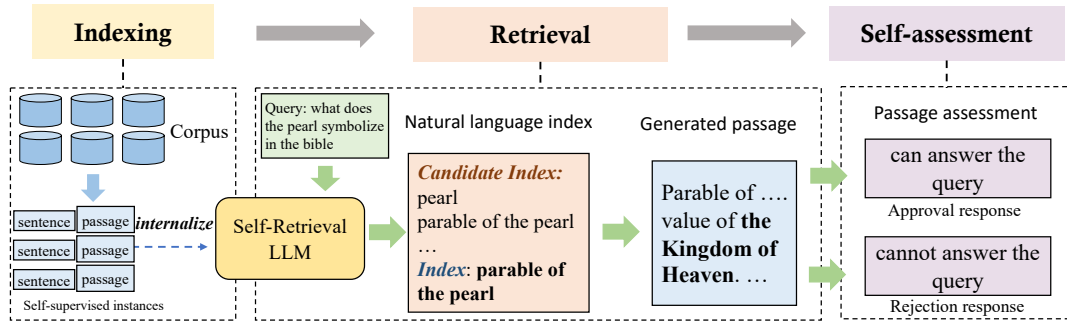 Indexing
Retrieval
Self-assessment
Corpus
sentence passage
sentence passage
sentence passage
Self-supervised instances
internalize
Query: what does
the pearl symbolize
in the bible
Self-Retrieval
LLM
Natural language index
Candidate Index:
pearl
parable of the pearl
…
Index: parable of
the pearl
Generated passage
Parable of ….
value of the
Kingdom of
Heaven. …
Passage assessment
can answer the
query
Approval response
cannot answer the
query
Rejection response